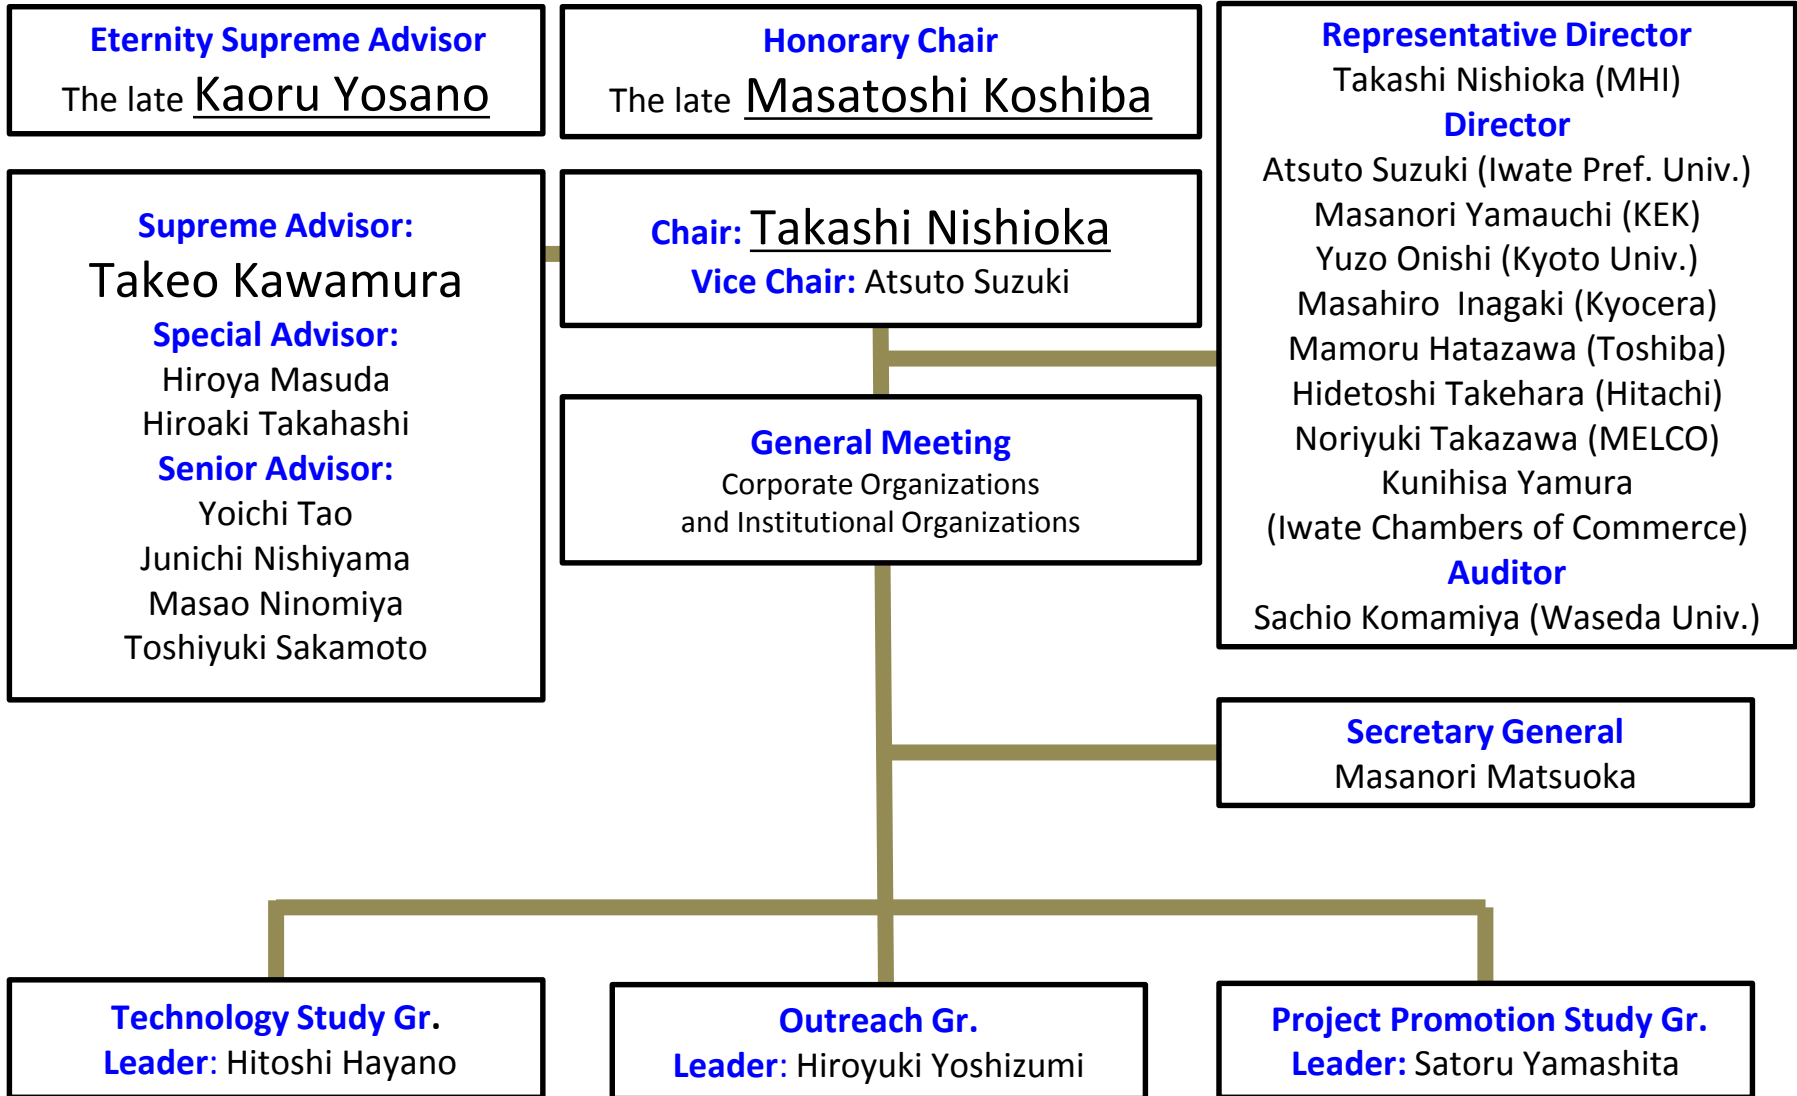 Eternity Supreme Advisor
The late Kaoru Yosano
Honorary Chair
The late Masatoshi Koshiba
Representative Director
Takashi Nishioka (MHI)
Director
Atsuto Suzuki (Iwate Pref. Univ.)
Masanori Yamauchi (KEK)
Yuzo Onishi (Kyoto Univ.)
Masahiro Inagaki (Kyocera)
Mamoru Hatazawa (Toshiba)
Hidetoshi Takehara (Hitachi)
Noriyuki Takazawa (MELCO)
Kunihisa Yamura
(Iwate Chambers of Commerce)
Auditor
Sachio Komamiya (Waseda Univ.)
Supreme Advisor:
Takeo Kawamura
Special Advisor:
Hiroya Masuda
Hiroaki Takahashi
Senior Advisor:
Yoichi Tao
Junichi Nishiyama
Masao Ninomiya
Toshiyuki Sakamoto
Chair: Takashi Nishioka
Vice Chair: Atsuto Suzuki
General Meeting
Corporate Organizations
and Institutional Organizations
Secretary General
Masanori Matsuoka
Technology Study Gr.
Leader: Hitoshi Hayano
Outreach Gr.
Leader: Hiroyuki Yoshizumi
Project Promotion Study Gr.
Leader: Satoru Yamashita